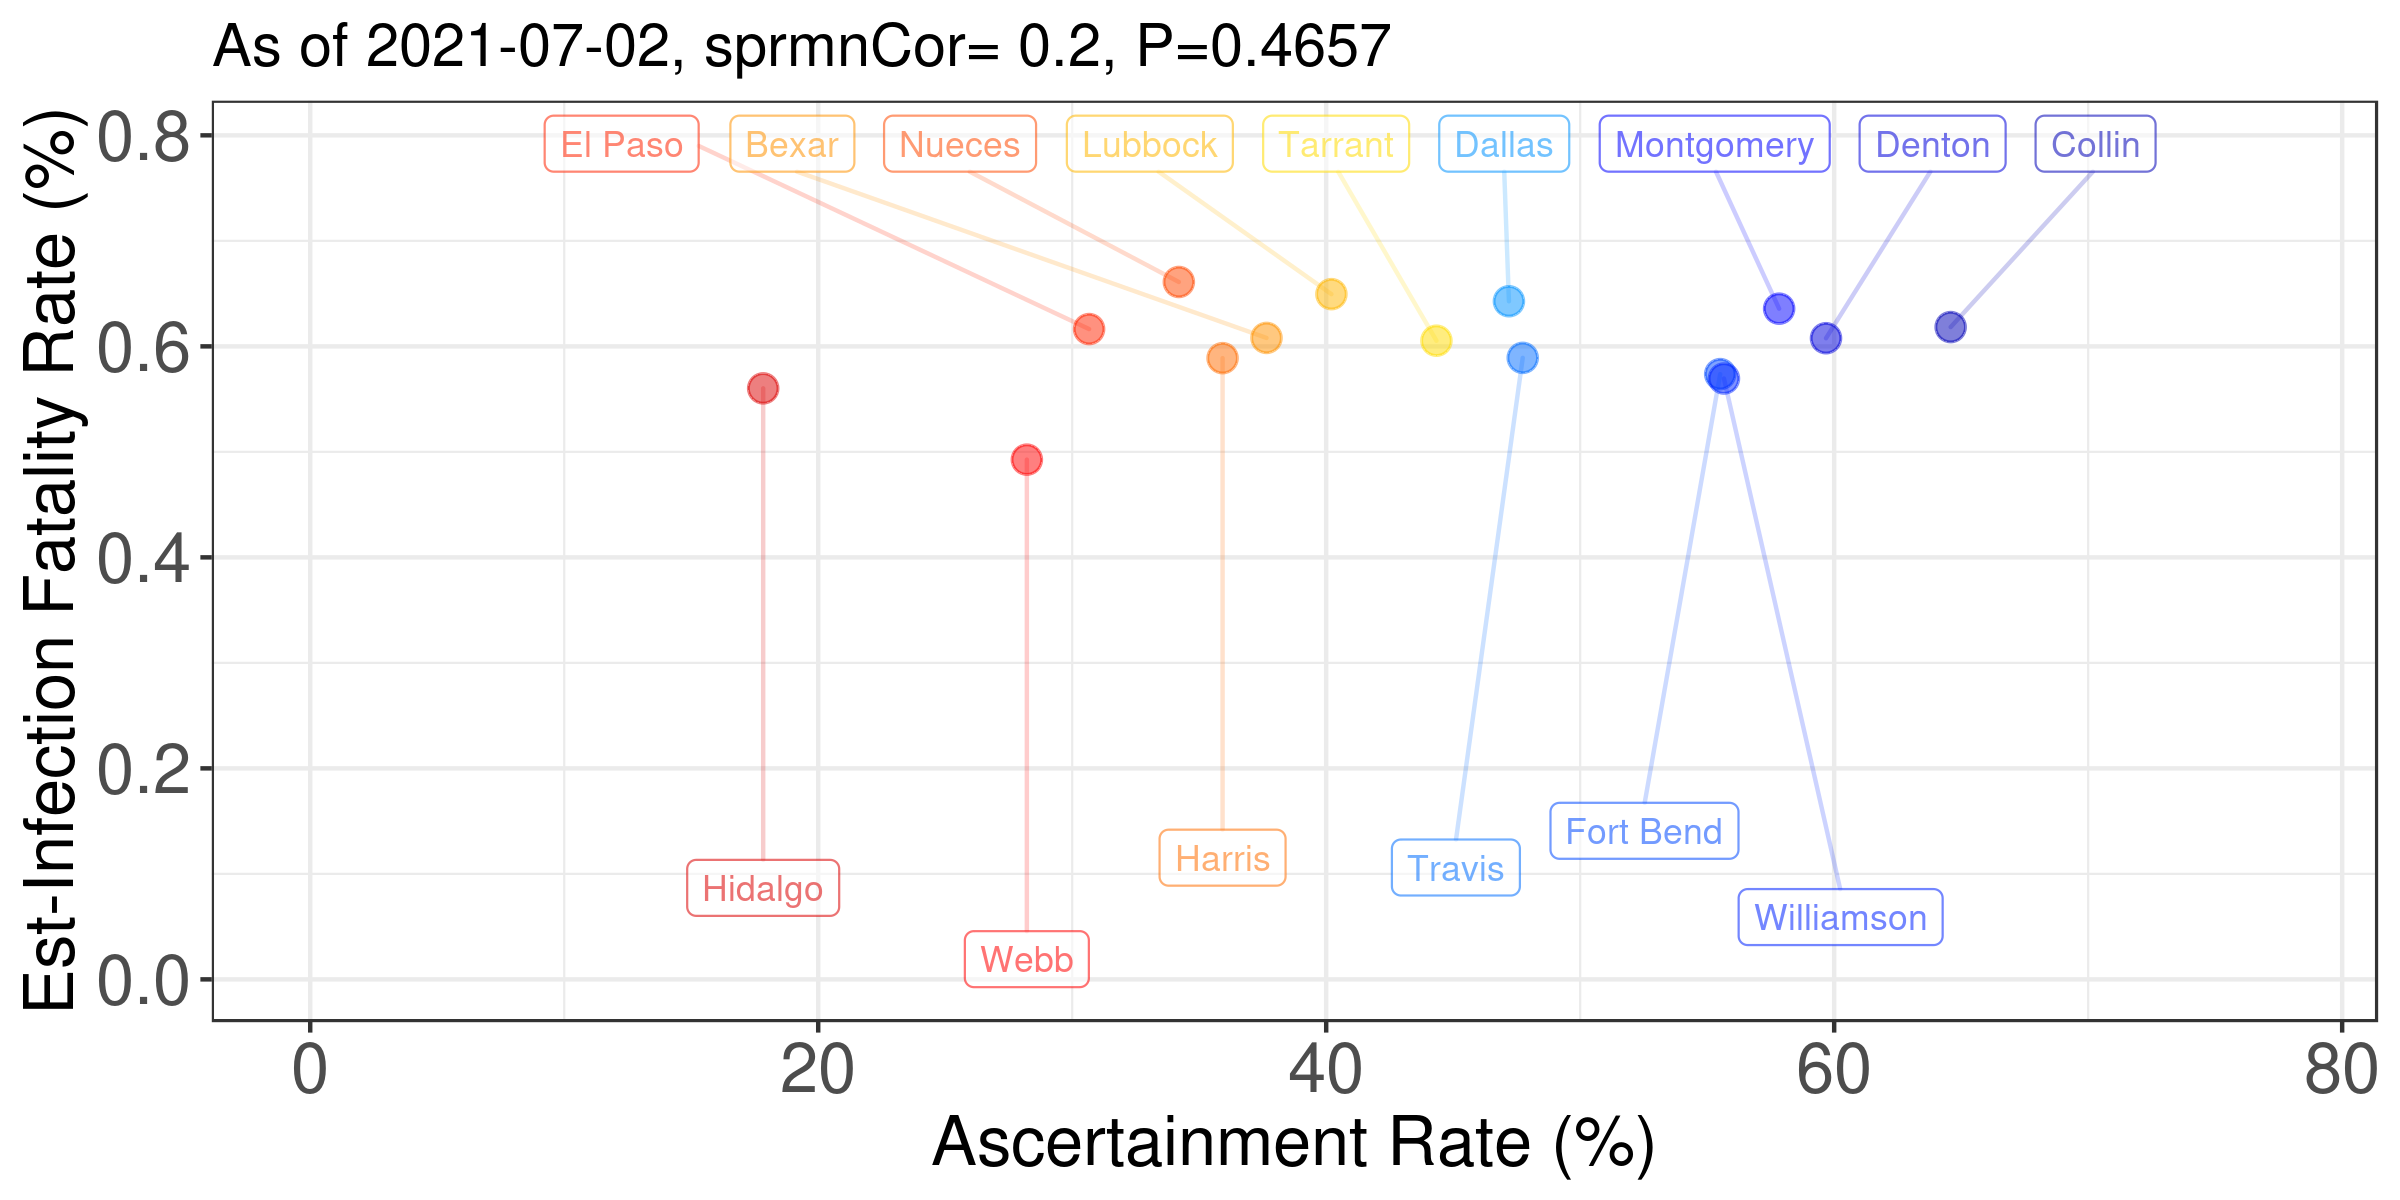 As of 2021-07-02, sprmnCor= 0.2, P=0.4657
Est-Infection Fatality Rate (%)
0.8
0.6
0.4
0.2
0.0
El Paso
Bexar
Nueces
Lubbock
Tarrant
Dallas
Montgomery
Denton
Collin
Fort Bend
Harris
Travis
Hidalgo
Williamson
Webb
0
20
40
60
80
Ascertainment Rate (%)